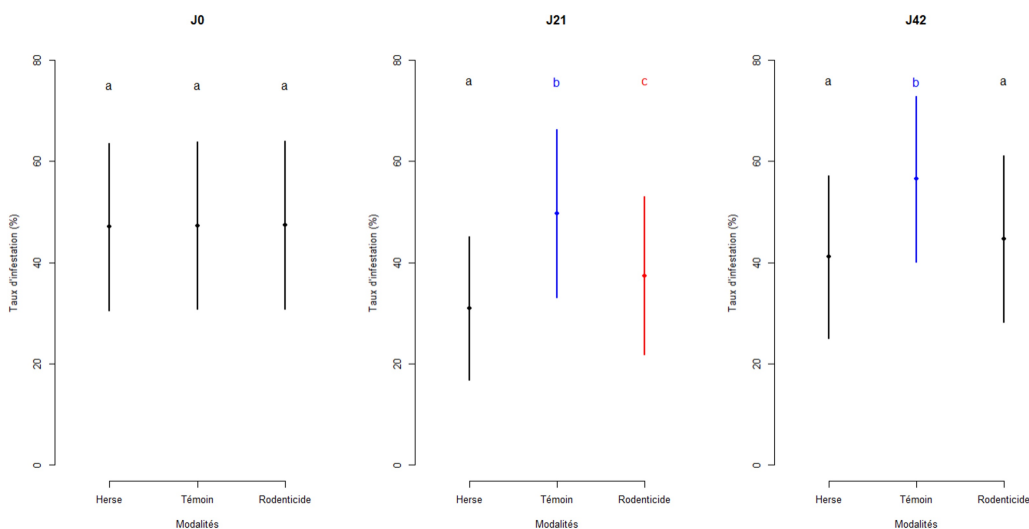 J0
80
60
40
20
0
Taux d'infestation (%)
a a a
Herse Témoin Rodenticide
Modalités
J21
80
60
40
20
0
Taux d'infestation (%)
a b c
Herse Témoin Rodenticide
Modalités
J42
80
60
40
20
0
Taux d'infestation (%)
a b a
Herse Témoin Rodenticide
Modalités